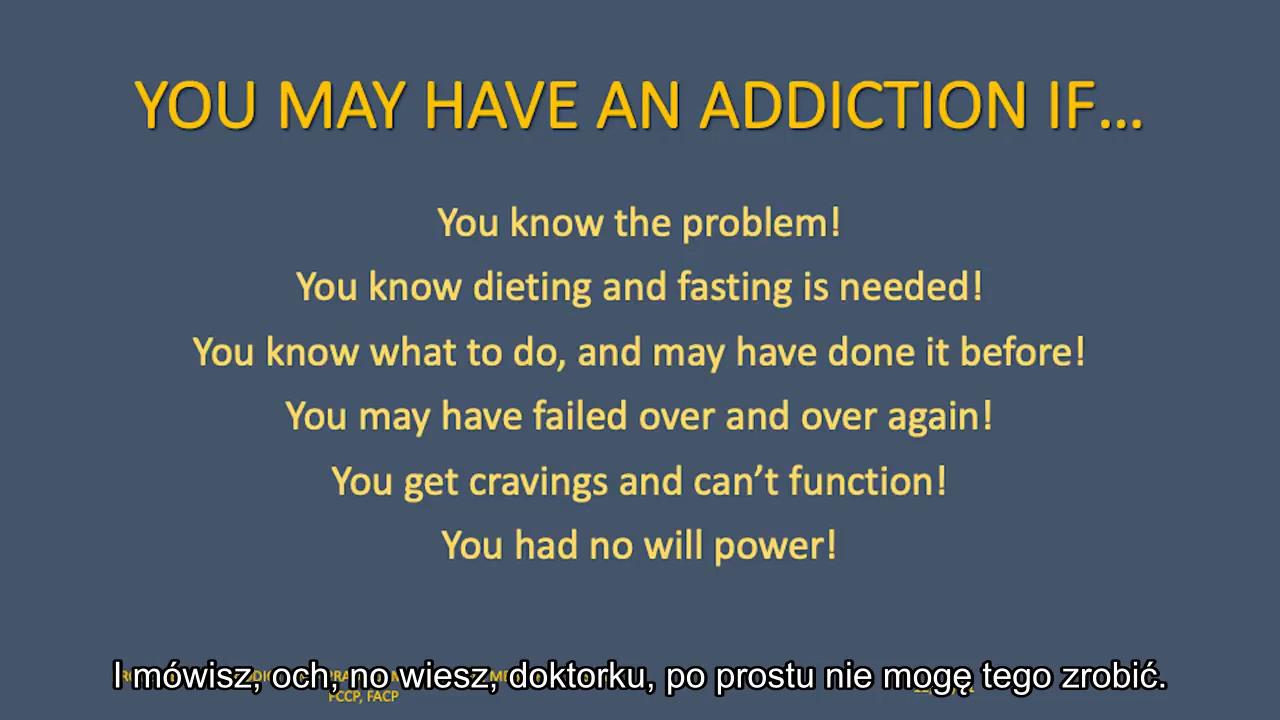 YOU MAY HAVE AN ADDICTION IF...
You know the problem!
You know dieting and fasting is needed!
You know what to do, and may have done it before!
You may have failed over and over again!
You get cravings and can't function!
You had no will power!
I mówisz, och, no wiesz, doktorku, po prostu nie mogę tego zrobić.
FCCP, FACP